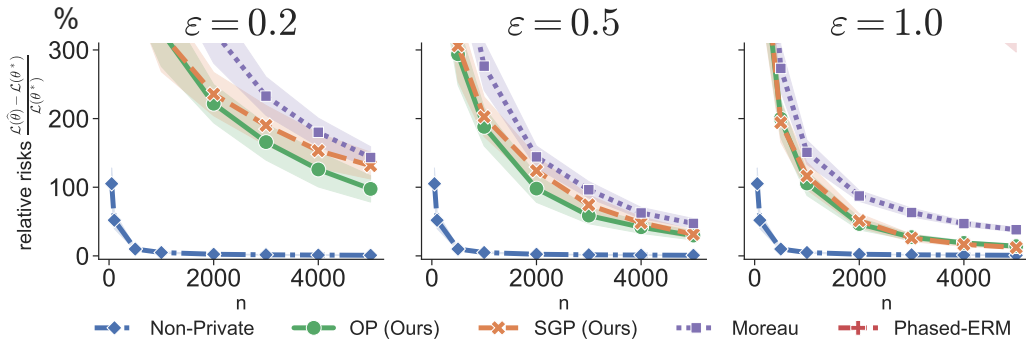 %
ε = 0.2
ε = 0.5
ε = 1.0
relative risks (ℒ(θ̂) − ℒ(θ*)) / ℒ(θ*)
300
200
100
0
0 2000 4000
0 2000 4000
0 2000 4000
n
n
n
Non-Private OP (Ours) SGP (Ours) Moreau Phased-ERM